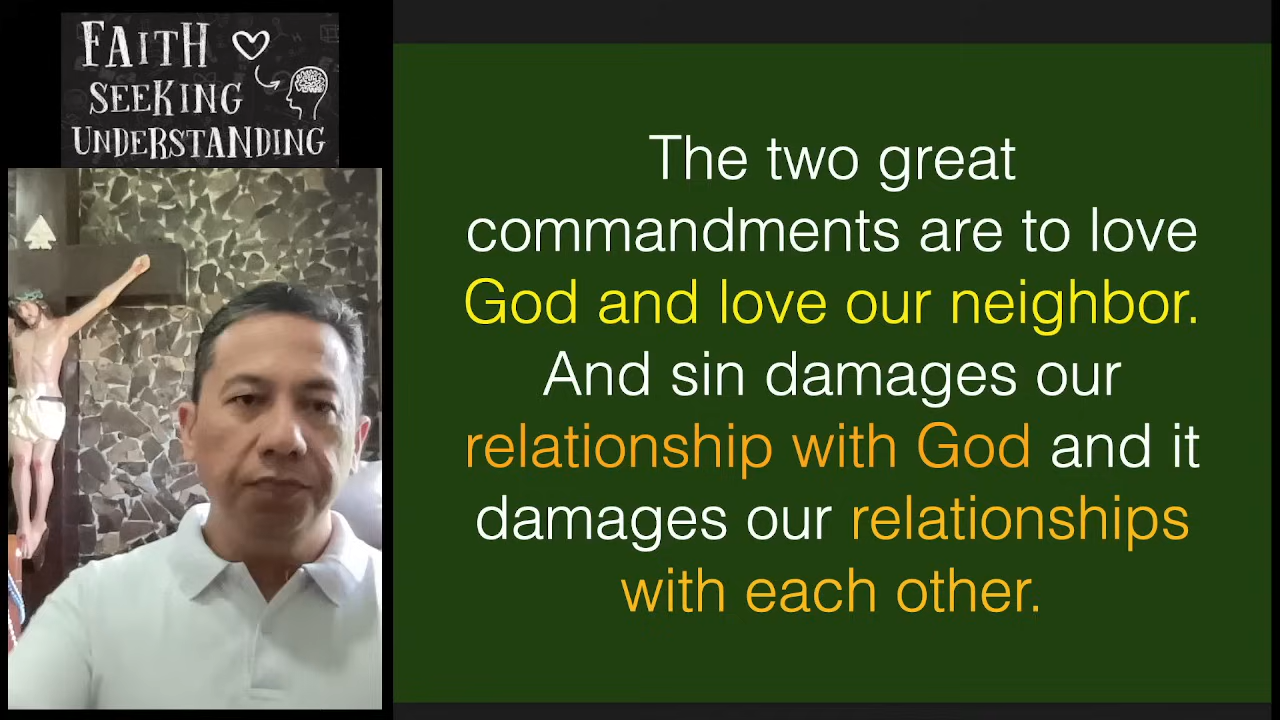 FAITH
SEEKING
UNDERSTANDING
The two great
commandments are to love
God and love our neighbor.
And sin damages our
relationship with God and it
damages our relationships
with each other.